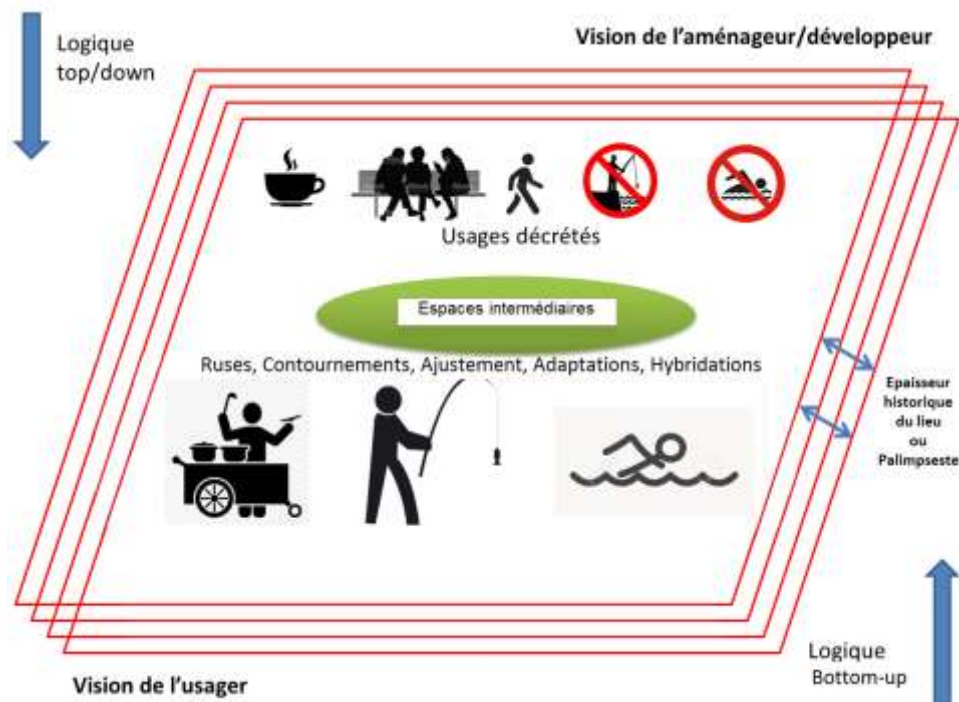 Logique
top/down
Vision de l'aménageur/développeur
Usages décrétés
Espaces intermédiaires
Ruses, Contournements, Ajustement, Adaptations, Hybridations
Epaisseur
historique
du lieu
ou
Palimpseste
Logique
Bottom-up
Vision de l'usager